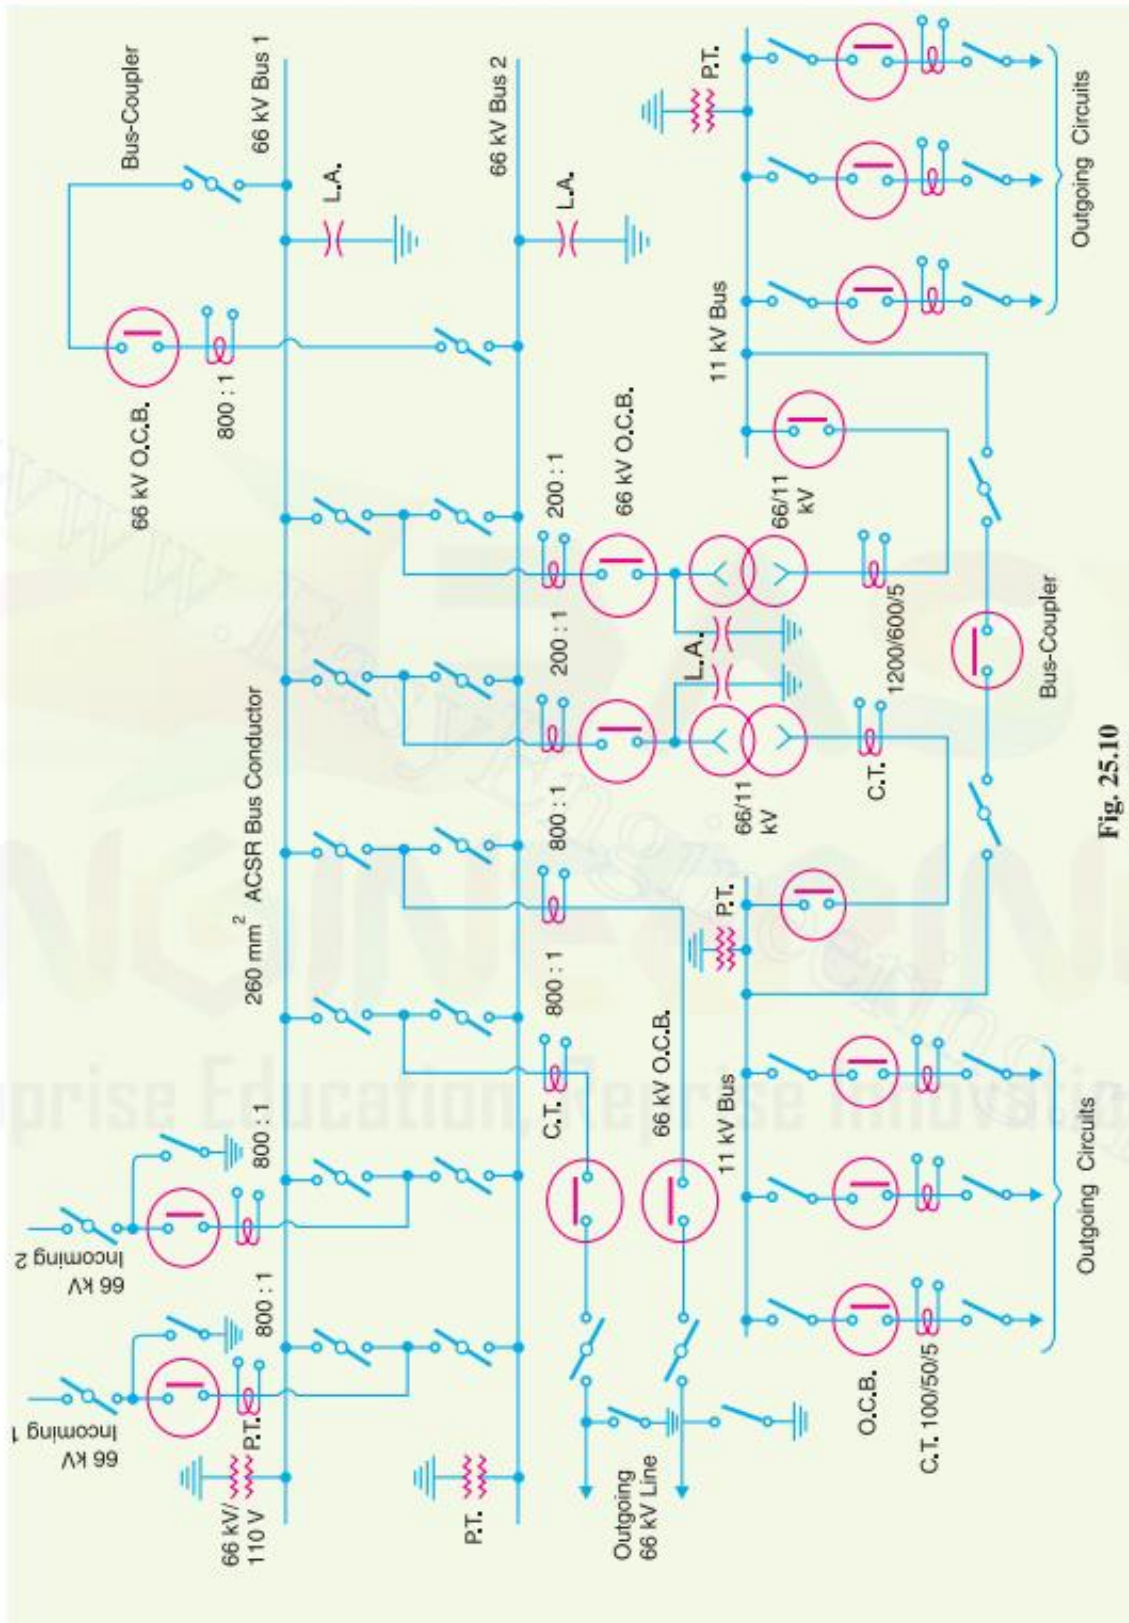 66 kV
Incoming 1
66 kV
Incoming 2
800 : 1
800 : 1
P.T.
66 kV/
110 V
P.T.
260 mm2 ACSR Bus Conductor
66 kV O.C.B.
800 : 1
Bus-Coupler
66 kV Bus 1
L.A.
66 kV Bus 2
L.A.
C.T.
800 : 1
800 : 1
200 : 1
200 : 1
66 kV O.C.B.
66 kV O.C.B.
Outgoing
66 kV Line
L.A.
66/11
kV
66/11
kV
C.T.
1200/600/5
11 kV Bus
P.T.
11 kV Bus
P.T.
Bus-Coupler
O.C.B.
C.T. 100/50/5
Outgoing Circuits
Outgoing Circuits
Fig. 25.10
www.EasyEngineering